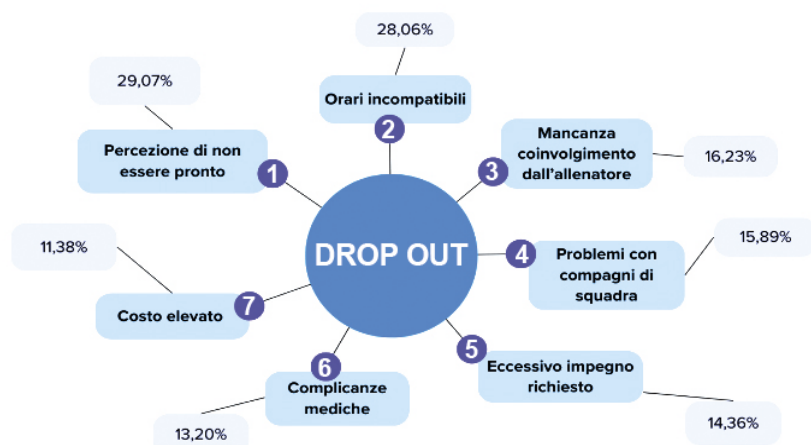 28,06%
29,07%
Orari incompatibili
2
Percezione di non
essere pronto
1
Mancanza
coinvolgimento
dall'allenatore
3
16,23%
DROP OUT
11,38%
Costo elevato
7
Problemi con
compagni di
squadra
4
15,89%
6
Complicanze
mediche
13,20%
5
Eccessivo impegno
richiesto
14,36%